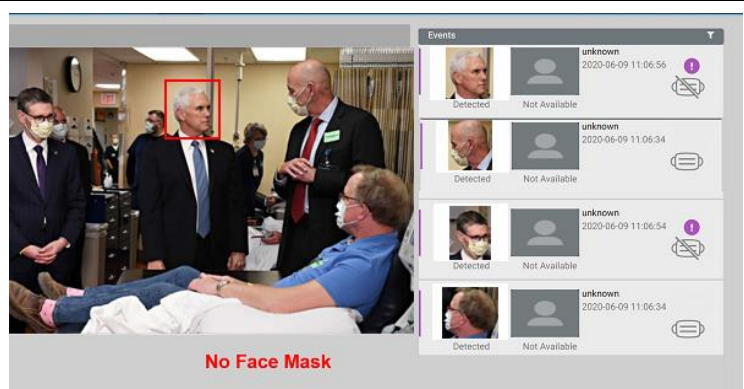 Events
unknown
2020-06-09 11:06:56
Detected
Not Available
unknown
2020-06-09 11:06:34
Detected
Not Available
unknown
2020-06-09 11:06:54
Detected
Not Available
unknown
2020-06-09 11:06:34
Detected
Not Available
No Face Mask